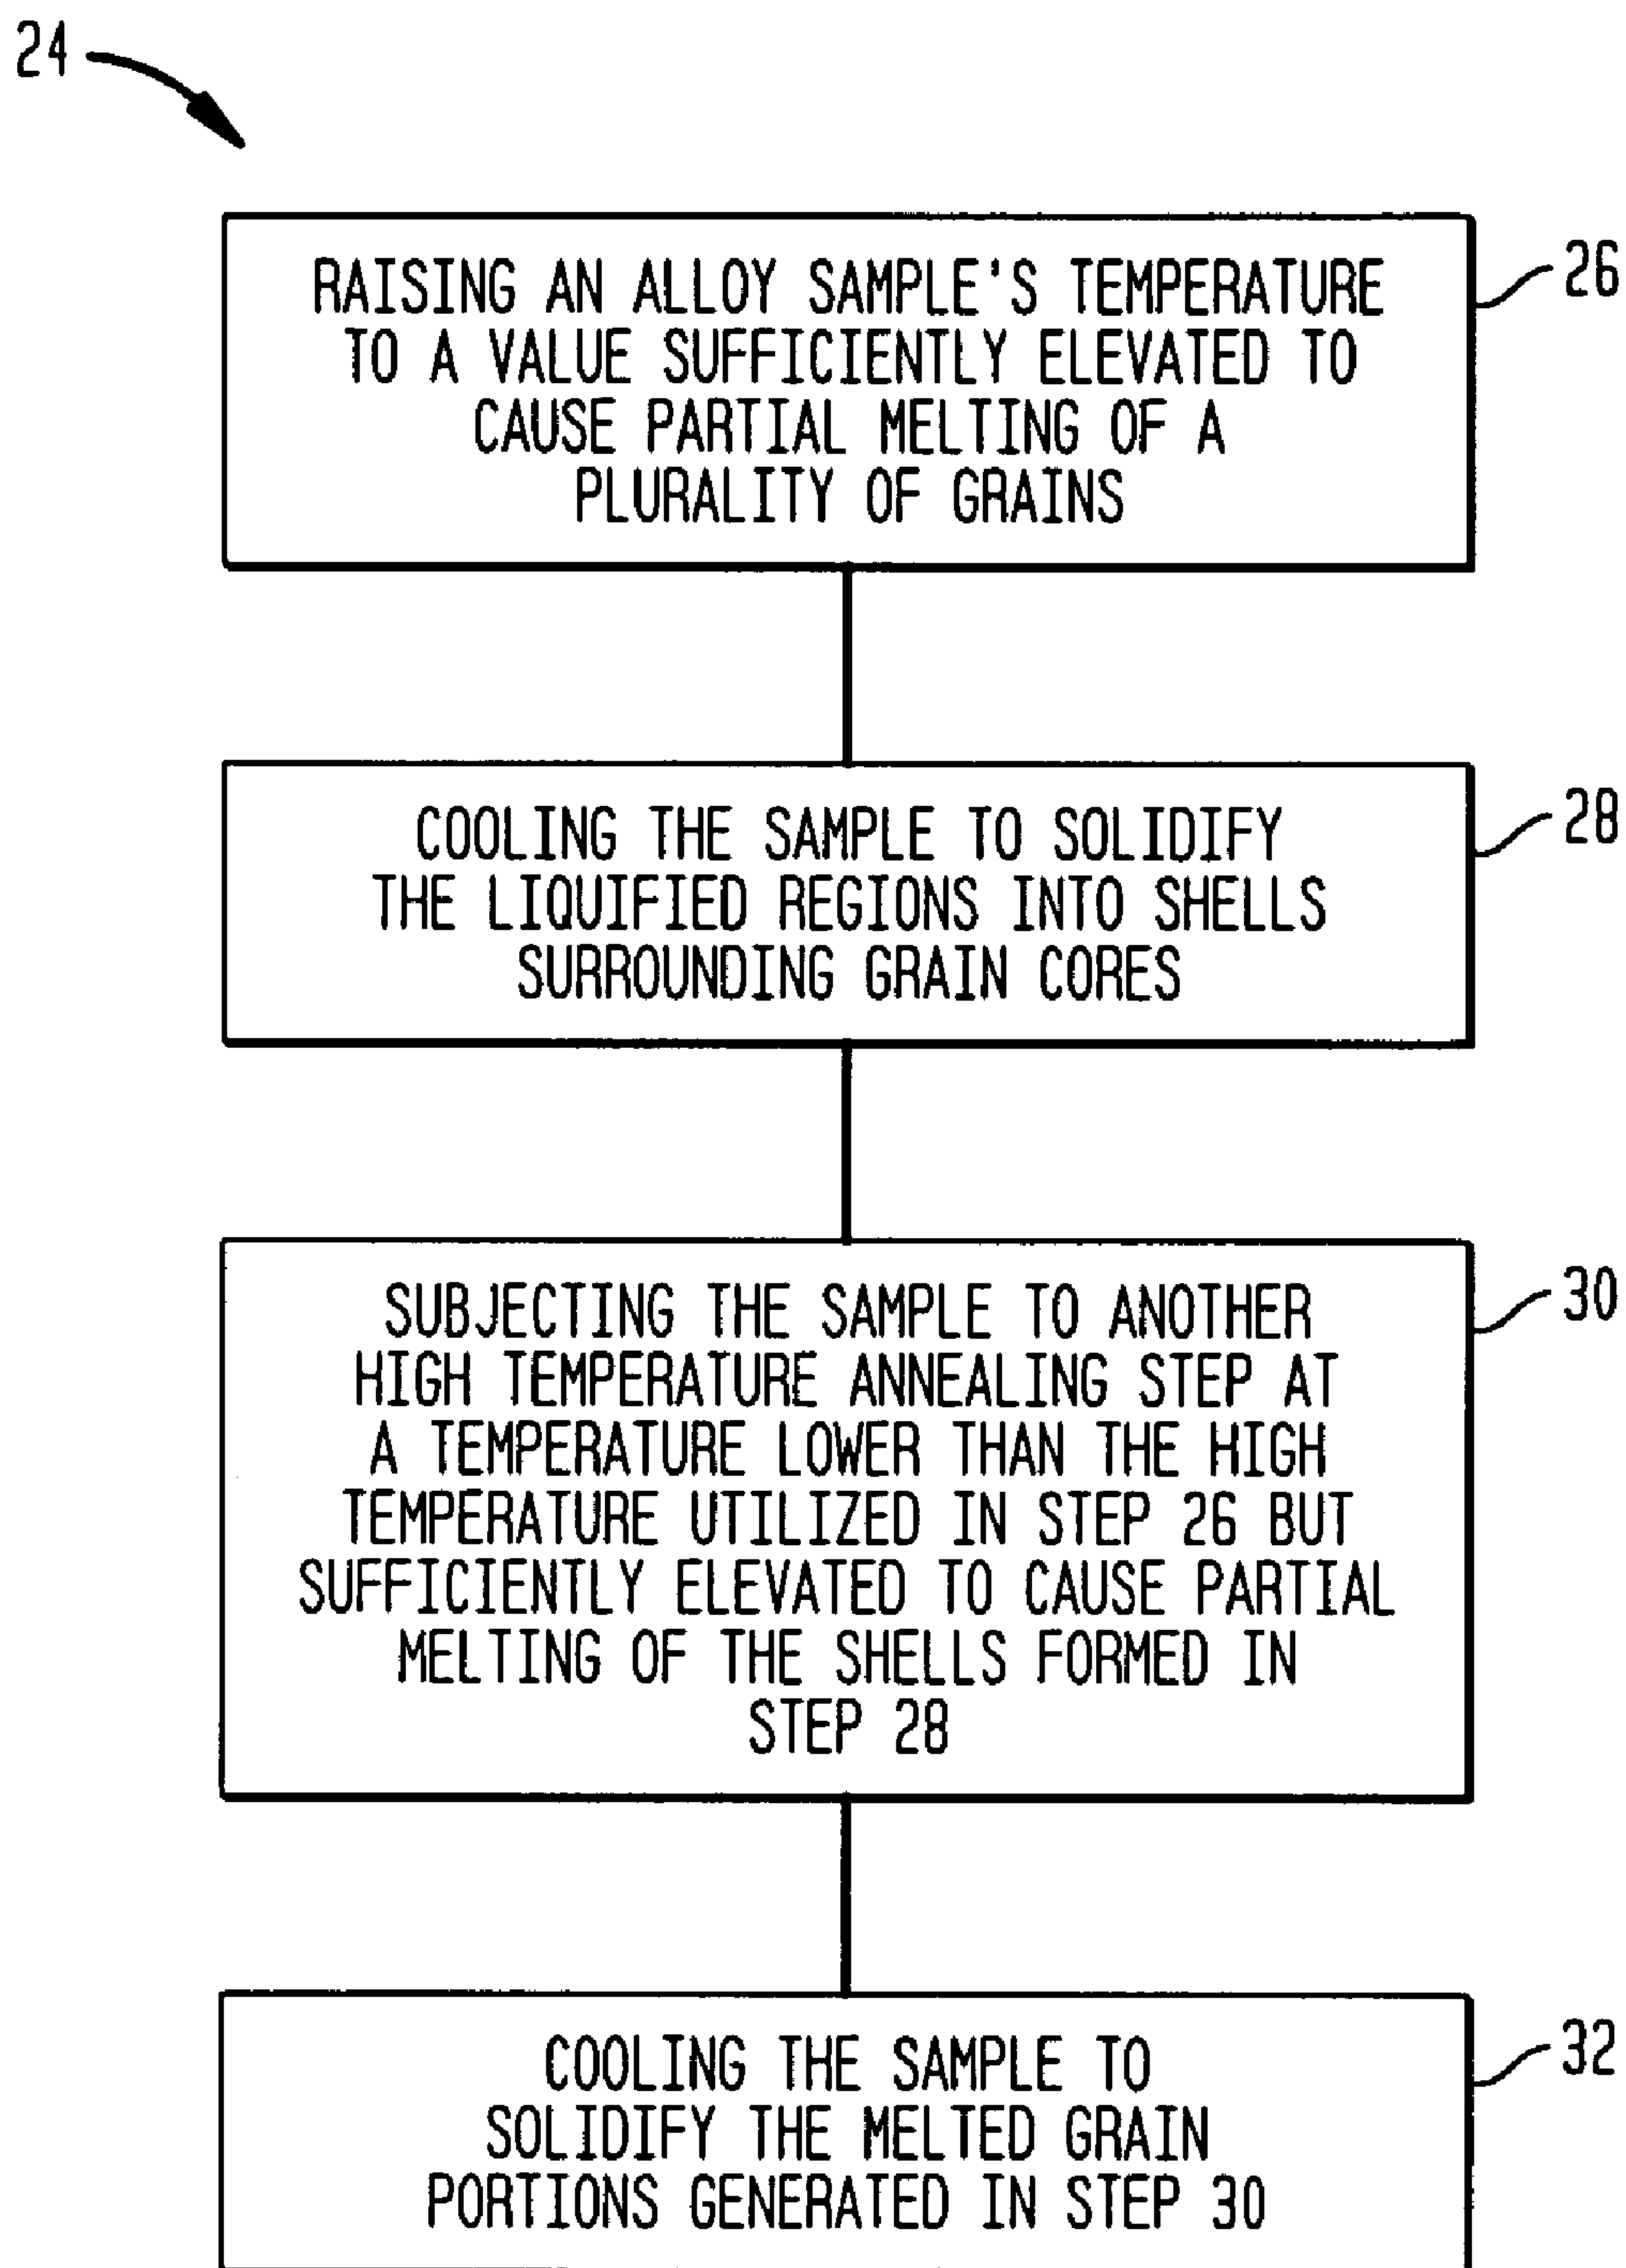 24
RAISING AN ALLOY SAMPLE'S TEMPERATURE
TO A VALUE SUFFICIENTLY ELEVATED TO
CAUSE PARTIAL MELTING OF A
PLURALITY OF GRAINS
26
COOLING THE SAMPLE TO SOLIDIFY
THE LIQUIFIED REGIONS INTO SHELLS
SURROUNDING GRAIN CORES
28
SUBJECTING THE SAMPLE TO ANOTHER
HIGH TEMPERATURE ANNEALING STEP AT
A TEMPERATURE LOWER THAN THE HIGH
TEMPERATURE UTILIZED IN STEP 26 BUT
SUFFICIENTLY ELEVATED TO CAUSE PARTIAL
MELTING OF THE SHELLS FORMED IN
STEP 28
30
COOLING THE SAMPLE TO
SOLIDIFY THE MELTED GRAIN
PORTIONS GENERATED IN STEP 30
32